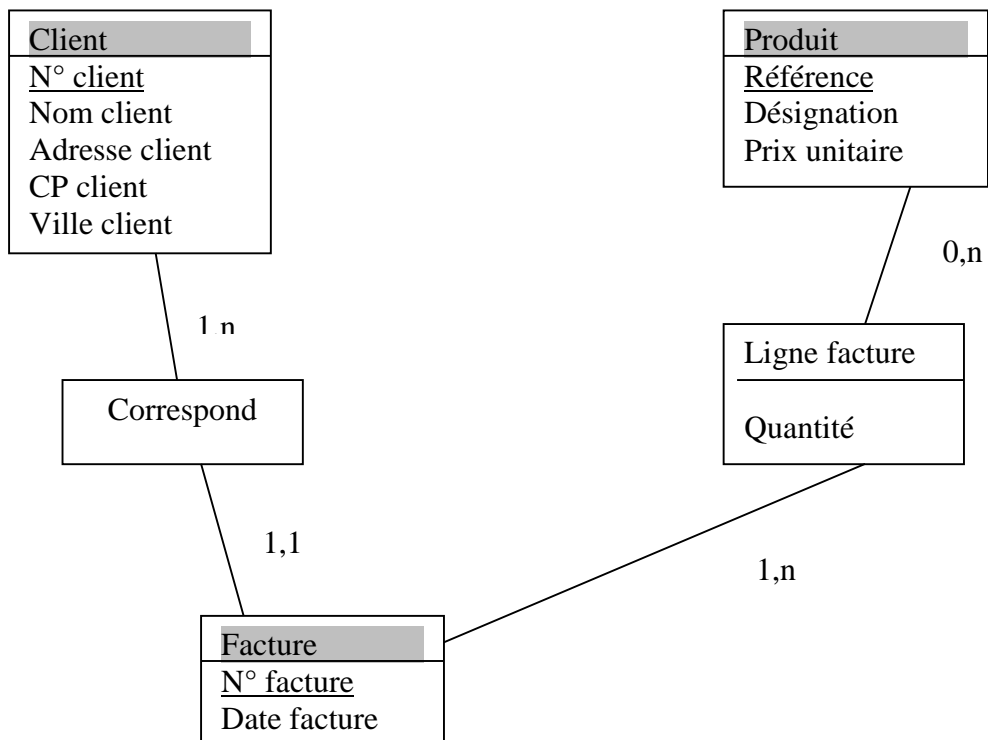 Client
N° client
Nom client
Adresse client
CP client
Ville client
Produit
Référence
Désignation
Prix unitaire
0,n
1,n
Ligne facture
Quantité
Correspond
1,1
1,n
Facture
N° facture
Date facture